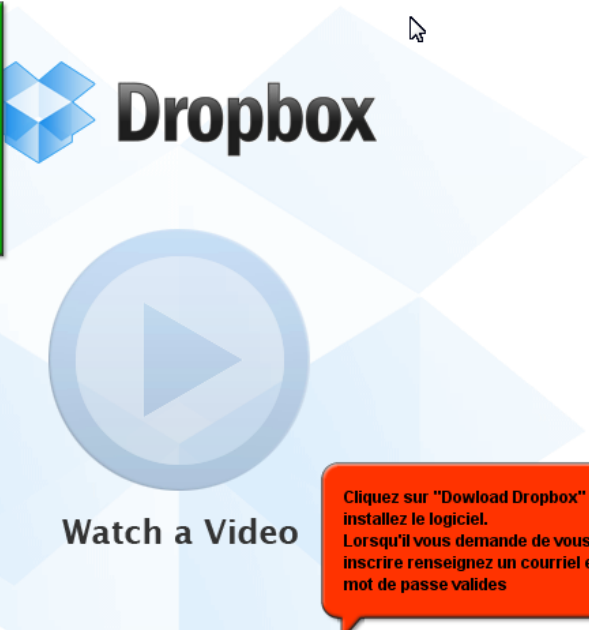 Dropbox
Watch a Video
Cliquez sur "Dowload Dropbox"
installez le logiciel.
Lorsqu'il vous demande de vous
inscrire renseignez un courriel
mot de passe valides